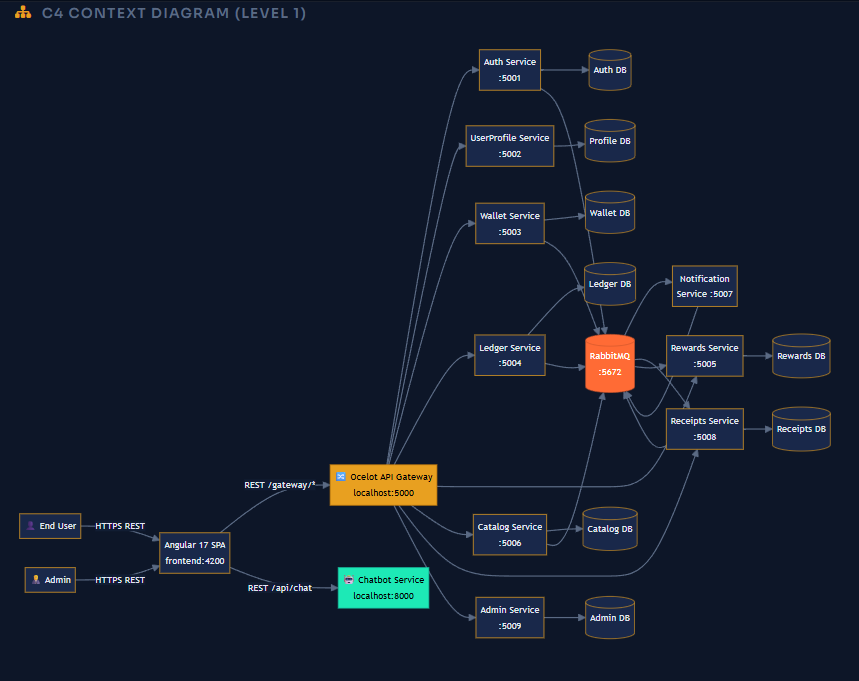 C4 CONTEXT DIAGRAM (LEVEL 1)
Auth Service
:5001
Auth DB
UserProfile Service
:5002
Profile DB
Wallet Service
:5003
Wallet DB
Ledger DB
Notification
Service :5007
Ledger Service
:5004
RabbitMQ
:5672
Rewards Service
:5005
Rewards DB
Receipts Service
:5008
Receipts DB
REST /gateway/*
Ocelot API Gateway
localhost:5000
End User
HTTPS REST
Admin
HTTPS REST
Angular 17 SPA
frontend:4200
REST /api/chat
Chatbot Service
localhost:8000
Catalog Service
:5006
Catalog DB
Admin Service
:5009
Admin DB